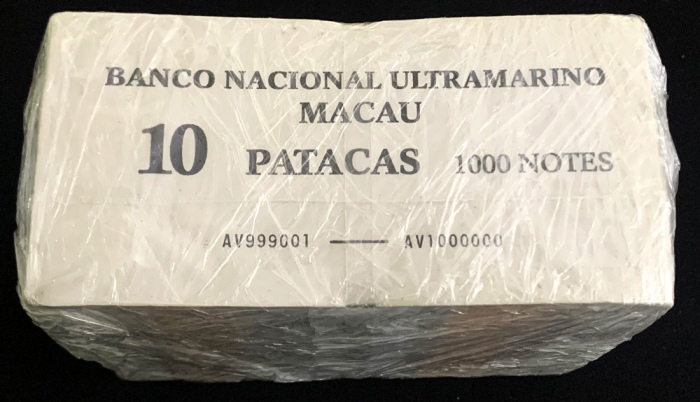 BANCO NACIONAL ULTRAMARINO
MACAU
10 PATACAS 1000 NOTES
AV999001 — AV1000000